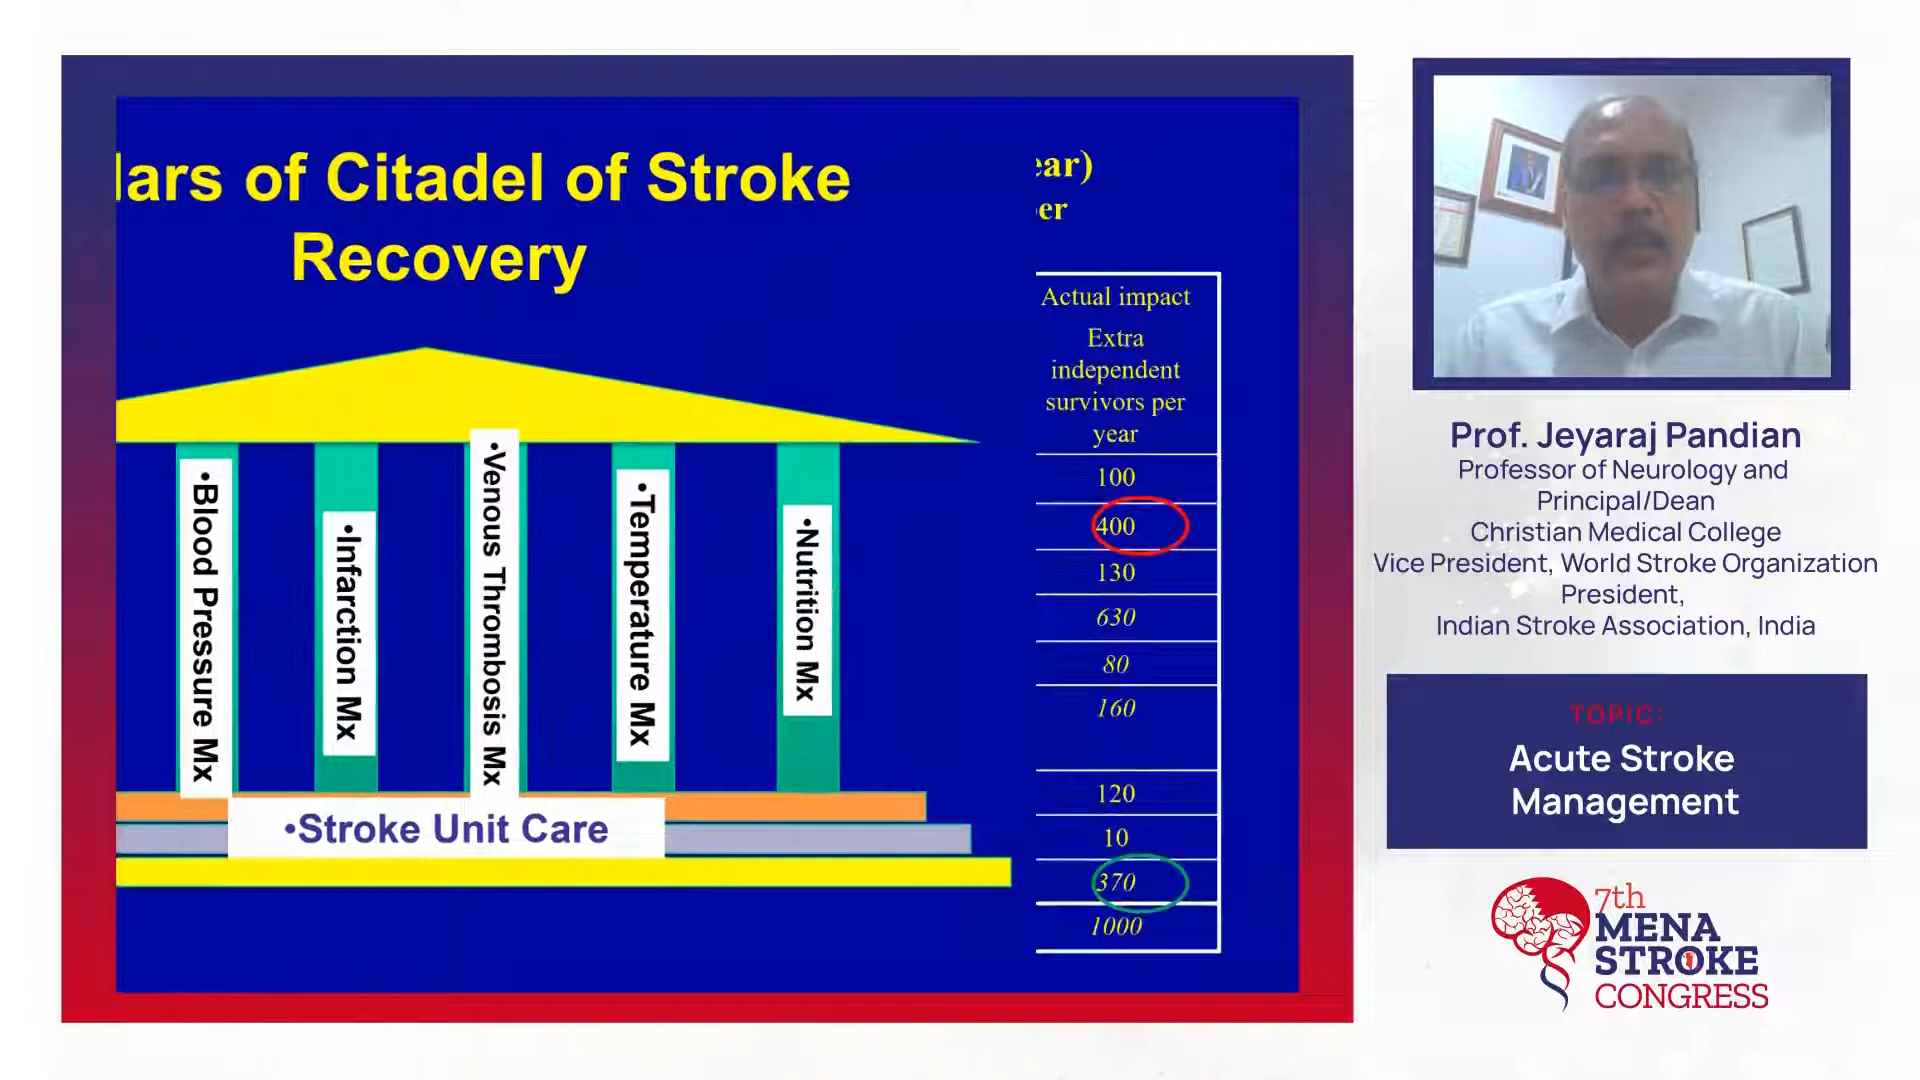 lars of Citadel of Stroke
Recovery
•Blood Pressure Mx
•Infarction Mx
•Venous Thrombosis Mx
•Temperature Mx
•Nutrition Mx
•Stroke Unit Care
ear)
er
Actual impact
Extra
independent
survivors per
year
100
400
130
630
80
160
120
10
370
1000
Prof. Jeyaraj Pandian
Professor of Neurology and
Principal/Dean
Christian Medical College
Vice President, World Stroke Organization
President,
Indian Stroke Association, India
TOPIC:
Acute Stroke
Management
7th
MENA
STROKE
CONGRESS